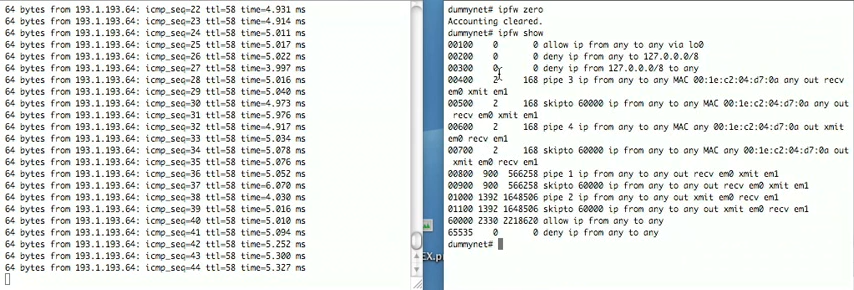 64 bytes from 193.1.193.64: icmp_seq=22 ttl=58 time=4.931 ms
64 bytes from 193.1.193.64: icmp_seq=23 ttl=58 time=4.914 ms
64 bytes from 193.1.193.64: icmp_seq=24 ttl=58 time=5.011 ms
64 bytes from 193.1.193.64: icmp_seq=25 ttl=58 time=5.017 ms
64 bytes from 193.1.193.64: icmp_seq=26 ttl=58 time=5.022 ms
64 bytes from 193.1.193.64: icmp_seq=27 ttl=58 time=3.997 ms
64 bytes from 193.1.193.64: icmp_seq=28 ttl=58 time=5.016 ms
64 bytes from 193.1.193.64: icmp_seq=29 ttl=58 time=5.040 ms
64 bytes from 193.1.193.64: icmp_seq=30 ttl=58 time=4.973 ms
64 bytes from 193.1.193.64: icmp_seq=31 ttl=58 time=5.976 ms
64 bytes from 193.1.193.64: icmp_seq=32 ttl=58 time=4.917 ms
64 bytes from 193.1.193.64: icmp_seq=33 ttl=58 time=5.034 ms
64 bytes from 193.1.193.64: icmp_seq=34 ttl=58 time=5.078 ms
64 bytes from 193.1.193.64: icmp_seq=35 ttl=58 time=5.076 ms
64 bytes from 193.1.193.64: icmp_seq=36 ttl=58 time=5.052 ms
64 bytes from 193.1.193.64: icmp_seq=37 ttl=58 time=6.070 ms
64 bytes from 193.1.193.64: icmp_seq=38 ttl=58 time=4.030 ms
64 bytes from 193.1.193.64: icmp_seq=39 ttl=58 time=5.016 ms
64 bytes from 193.1.193.64: icmp_seq=40 ttl=58 time=5.010 ms
64 bytes from 193.1.193.64: icmp_seq=41 ttl=58 time=5.094 ms
64 bytes from 193.1.193.64: icmp_seq=42 ttl=58 time=5.252 ms
64 bytes from 193.1.193.64: icmp_seq=43 ttl=58 time=5.300 ms
64 bytes from 193.1.193.64: icmp_seq=44 ttl=58 time=5.327 ms
EX.p
dummynet# ipfw zero
Accounting cleared.
dummynet# ipfw show
00100 0 0 allow ip from any to any via lo0
00200 0 0 deny ip from any to 127.0.0.0/8
00300 0 0 deny ip from 127.0.0.0/8 to any
00400 2 168 pipe 3 ip from any to any MAC 00:1e:c2:04:d7:0a any out recv
em0 xmit em1
00500 2 168 skipto 60000 ip from any to any MAC 00:1e:c2:04:d7:0a any out
recv em0 xmit em1
00600 2 168 pipe 4 ip from any to any MAC any 00:1e:c2:04:d7:0a out xmit
em0 recv em1
00700 2 168 skipto 60000 ip from any to any MAC any 00:1e:c2:04:d7:0a out
xmit em0 recv em1
00800 900 566258 pipe 1 ip from any to any out recv em0 xmit em1
00900 900 566258 skipto 60000 ip from any to any out recv em0 xmit em1
01000 1392 1648506 pipe 2 ip from any to any out xmit em0 recv em1
01100 1392 1648506 skipto 60000 ip from any to any out xmit em0 recv em1
60000 2330 2218620 allow ip from any to any
65535 0 0 deny ip from any to any
dummynet#